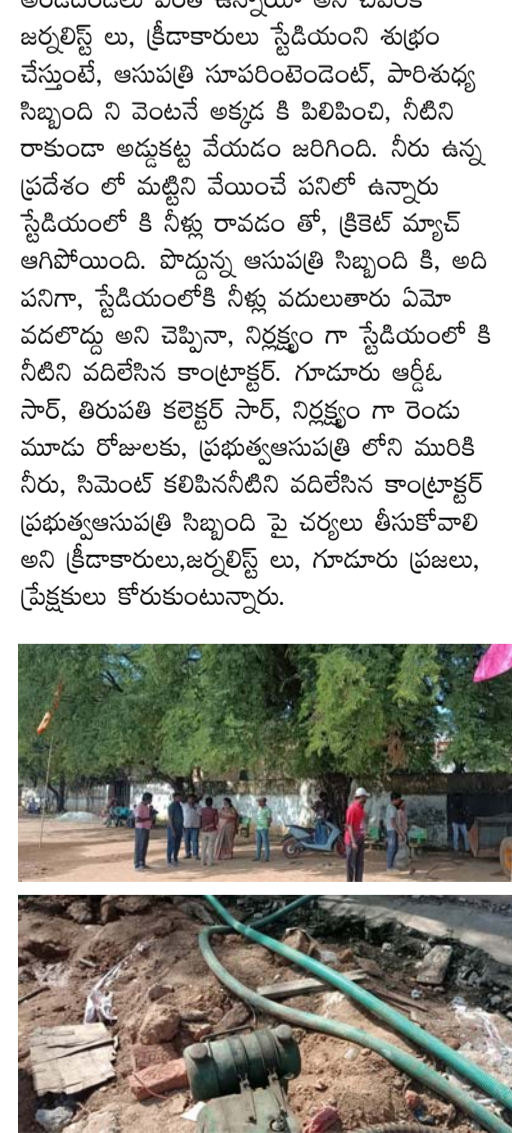 జర్నలిస్ట్ లు, క్రీడాకారులు స్టేడియంని శుభ్రం
చేస్తుంటే, ఆసుపత్రి సూపరింటెండెంట్, పారిశుధ్య
సిబ్బంది ని వెంటనే అక్కడ కి పిలిపించి, నీటిని
రాకుండా అడ్డుకట్ట వేయడం జరిగింది. నీరు ఉన్న
ప్రదేశం లో మట్టిని వేయించే పనిలో ఉన్నారు
స్టేడియంలో కి నీళ్లు రావడం తో, క్రికెట్ మ్యాచ్
ఆగిపోయింది. పొద్దున్న ఆసుపత్రి సిబ్బంది కి, అది
పనిగా, స్టేడియంలోకి నీళ్లు వదులుతారు ఏమో
వదలొద్దు అని చెప్పినా, నిర్లక్ష్యం గా స్టేడియంలో కి
నీటిని వదిలేసిన కాంట్రాక్టర్. గూడూరు ఆర్డీఓ
సార్, తిరుపతి కలెక్టర్ సార్, నిర్లక్ష్యం గా రెండు
మూడు రోజులకు, ప్రభుత్వఆసుపత్రి లోని మురికి
నీరు, సిమెంట్ కలిపిననీటిని వదిలేసిన కాంట్రాక్టర్
ప్రభుత్వఆసుపత్రి సిబ్బంది పై చర్యలు తీసుకోవాలి
అని క్రీడాకారులు,జర్నలిస్ట్ లు, గూడూరు ప్రజలు,
ప్రేక్షకులు కోరుకుంటున్నారు.